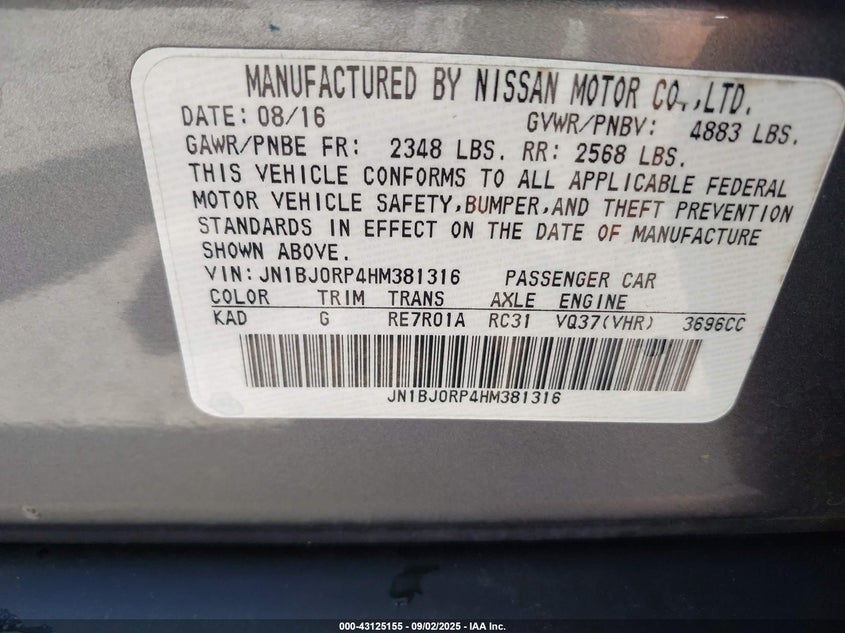 MANUFACTURED BY NISSAN MOTOR CO.,LTD.
DATE: 08/16 GVWR/PNBV: 4883 LBS.
GAWR/PNBE FR: 2348 LBS. RR: 2568 LBS.
THIS VEHICLE CONFORMS TO ALL APPLICABLE FEDERAL
MOTOR VEHICLE SAFETY,BUMPER,AND THEFT PREVENTION
STANDARDS IN EFFECT ON THE DATE OF MANUFACTURE
SHOWN ABOVE.
VIN: JN1BJ0RP4HM381316 PASSENGER CAR
COLOR TRIM TRANS AXLE ENGINE
KAD G RE7R01A RC31 VQ37(VHR) 3696CC
JN1BJ0RP4HM381316
000-43125155 - 09/02/2025 - IAA Inc.